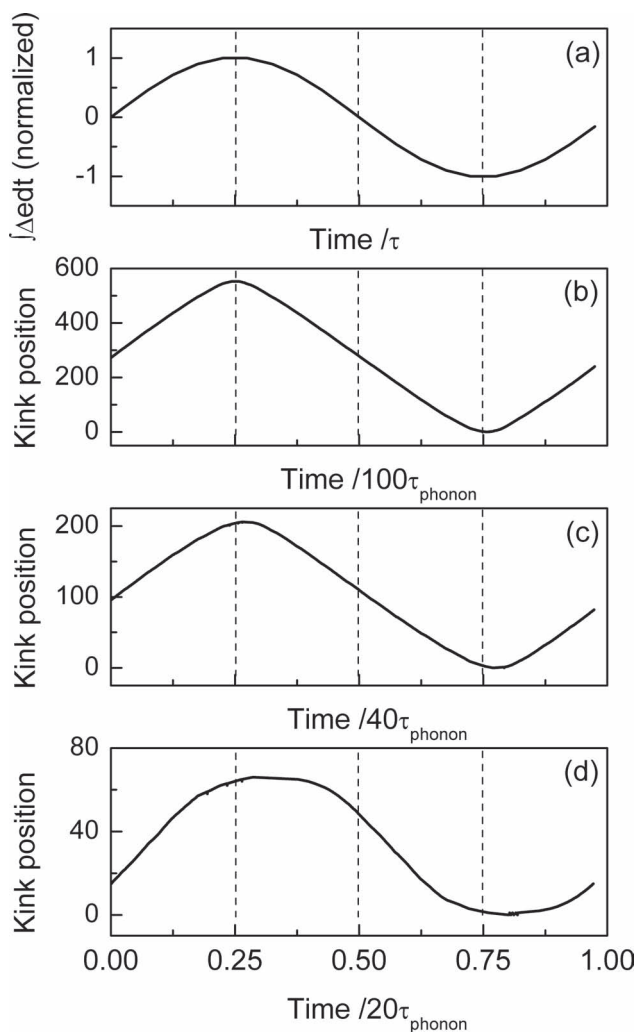 (a)
1
0
-1
∫Δedt (normalized)
Time /τ
(b)
600
400
200
0
Kink position
Time /100τphonon
(c)
200
100
0
Kink position
Time /40τphonon
(d)
80
40
0
Kink position
0.00 0.25 0.50 0.75 1.00
Time /20τphonon